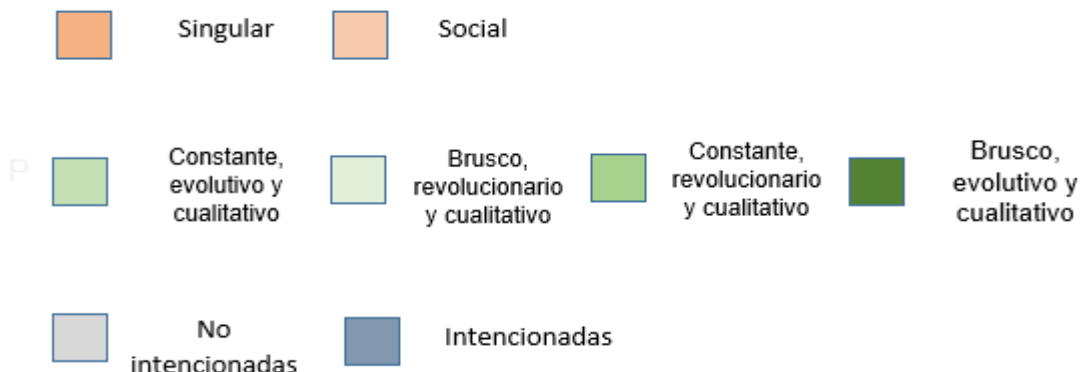 Singular
Social
P
Constante,
evolutivo y
cualitativo
Brusco,
revolucionario
y cualitativo
Constante,
revolucionario
y cualitativo
Brusco,
evolutivo y
cualitativo
No
intencionadas
Intencionadas